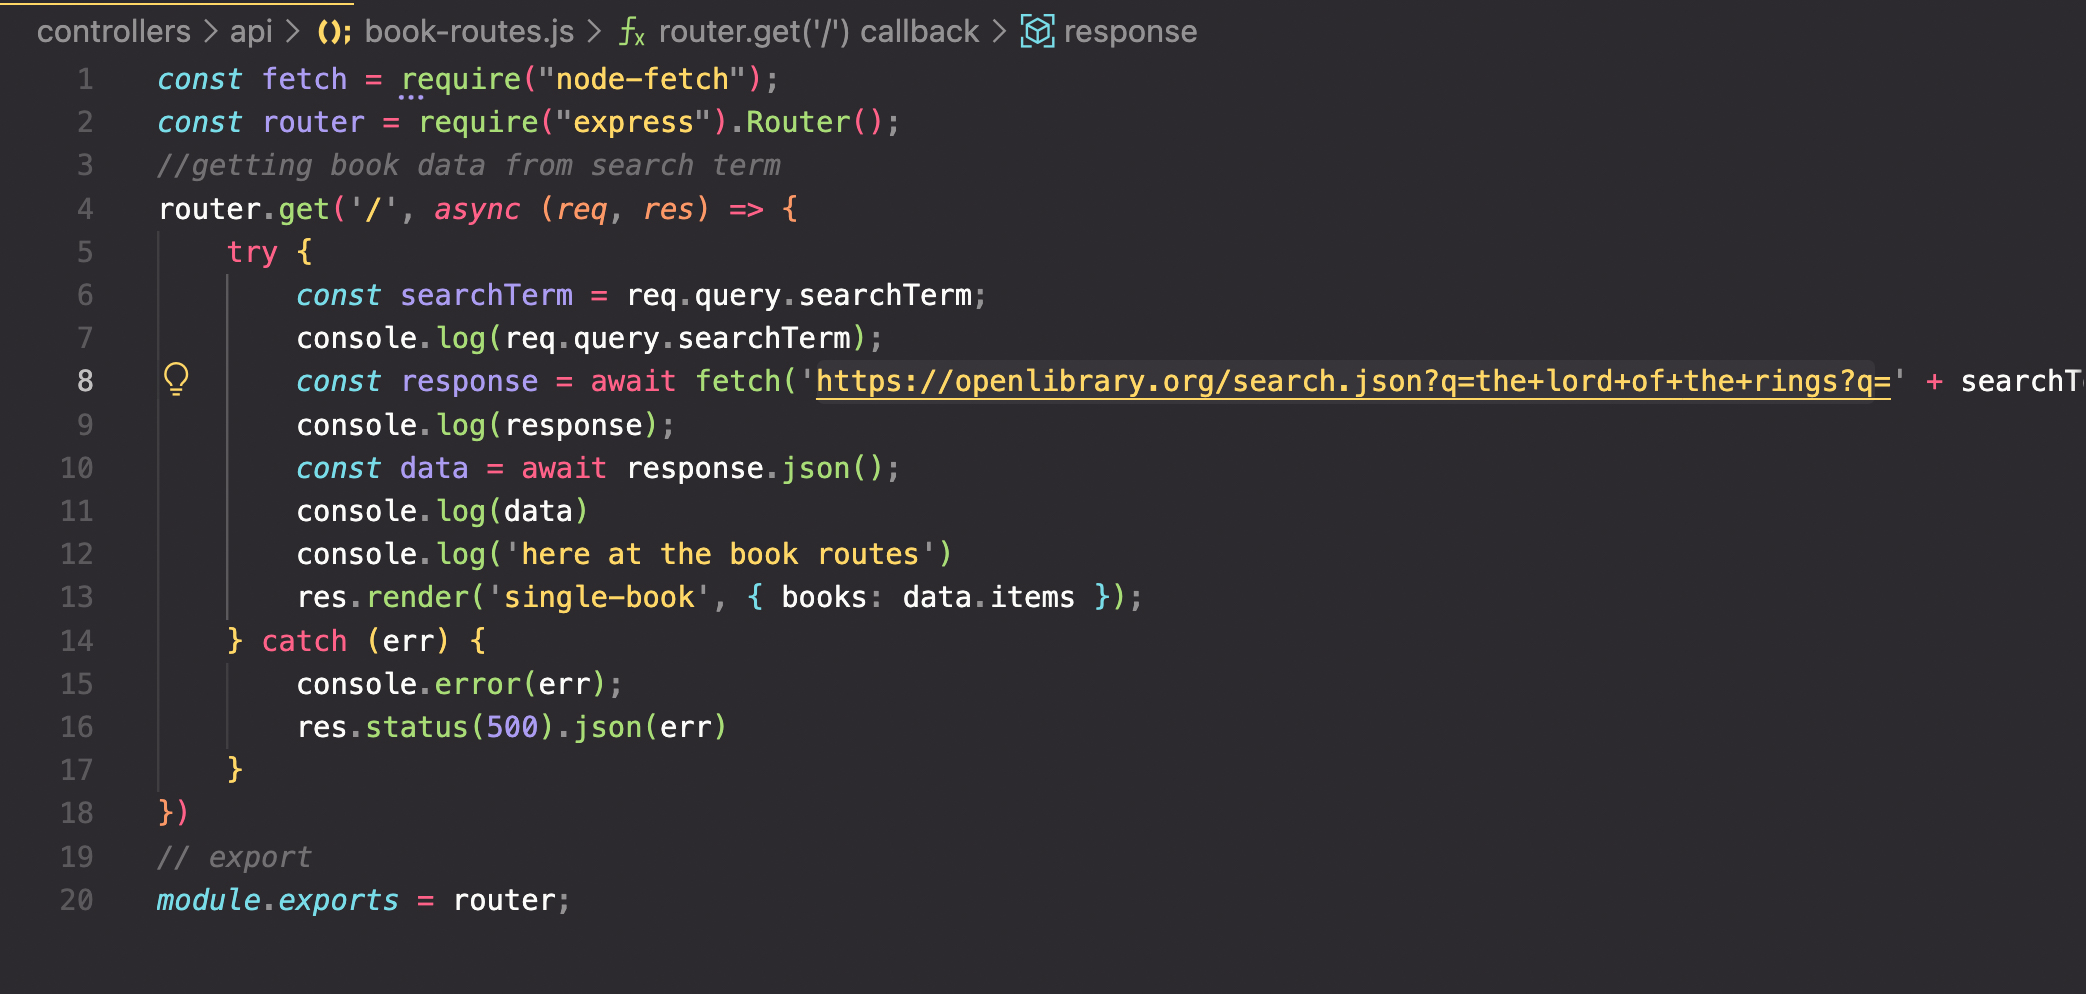 controllers > api > (); book-routes.js > fx router.get('/') callback > response
1 const fetch = require("node-fetch");
2 const router = require("express").Router();
3 //getting book data from search term
4 router.get('/', async (req, res) => {
5 try {
6 const searchTerm = req.query.searchTerm;
7 console.log(req.query.searchTerm);
8 const response = await fetch('https://openlibrary.org/search.json?q=the+lord+of+the+rings?q=' + searchT
9 console.log(response);
10 const data = await response.json();
11 console.log(data)
12 console.log('here at the book routes')
13 res.render('single-book', { books: data.items });
14 } catch (err) {
15 console.error(err);
16 res.status(500).json(err)
17 }
18 })
19 // export
20 module.exports = router;